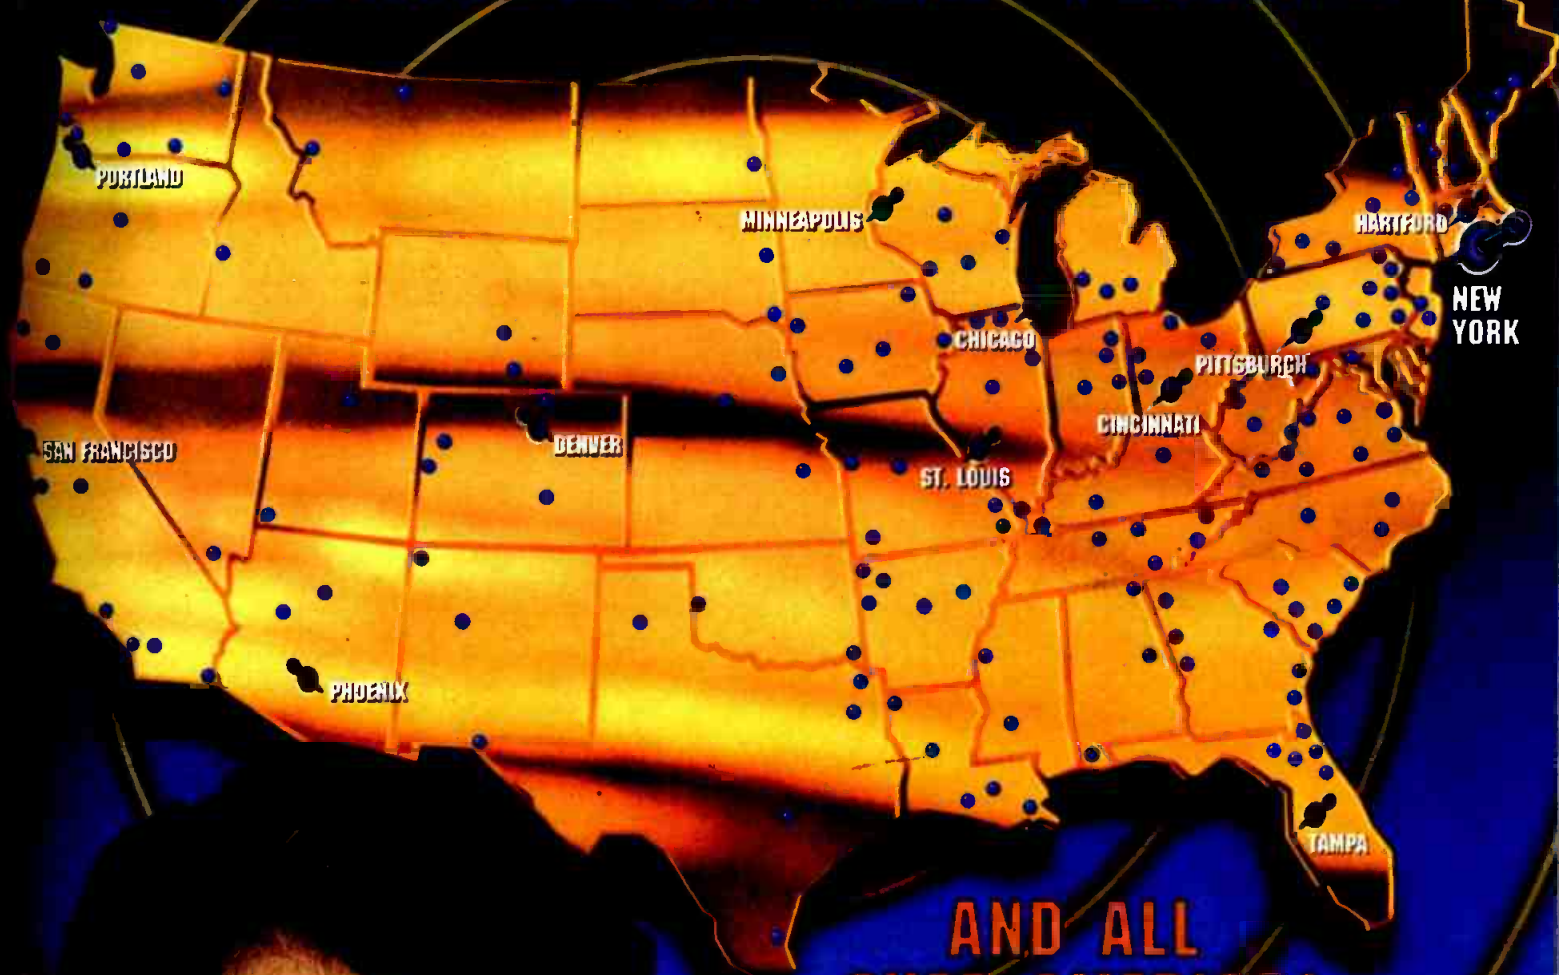 PORTLAND
MINNEAPOLIS
HARTFORD
NEW
YORK
CHICAGO
PITTSBURGH
CINCINNATI
SAN FRANCISCO
DENVER
ST. LOUIS
PHOENIX
TAMPA
AND ALL